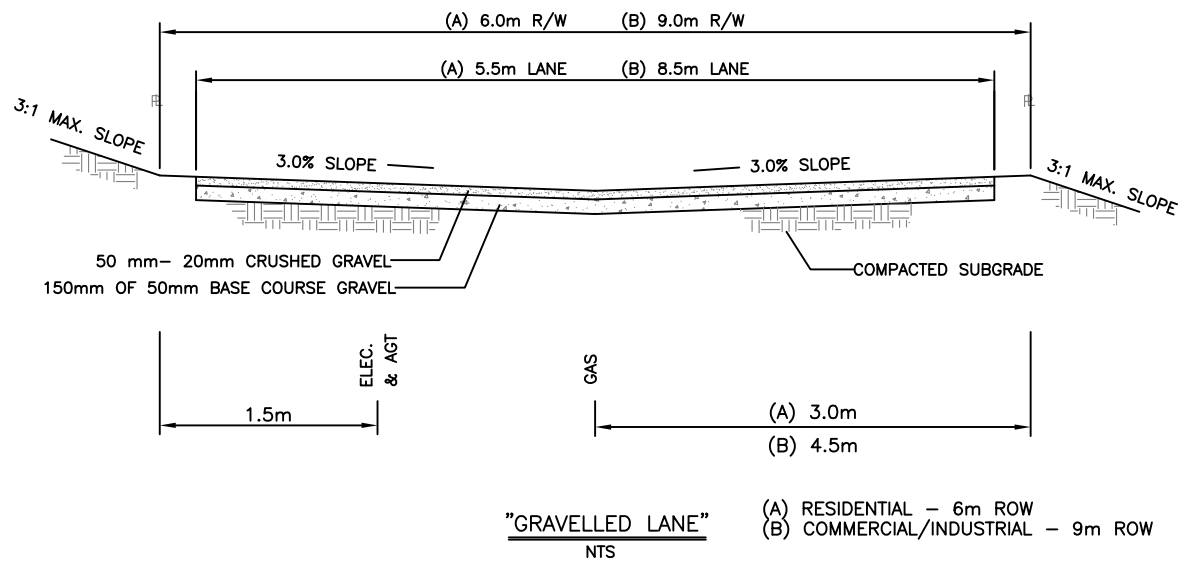 (A) 6.0m R/W (B) 9.0m R/W
(A) 5.5m LANE (B) 8.5m LANE
PL
PL
3:1 MAX. SLOPE
3.0% SLOPE
3.0% SLOPE
3:1 MAX. SLOPE
50 mm– 20mm CRUSHED GRAVEL
150mm OF 50mm BASE COURSE GRAVEL
COMPACTED SUBGRADE
ELEC.
& AGT
GAS
1.5m
(A) 3.0m
(B) 4.5m
"GRAVELLED LANE"
NTS
(A) RESIDENTIAL – 6m ROW
(B) COMMERCIAL/INDUSTRIAL – 9m ROW